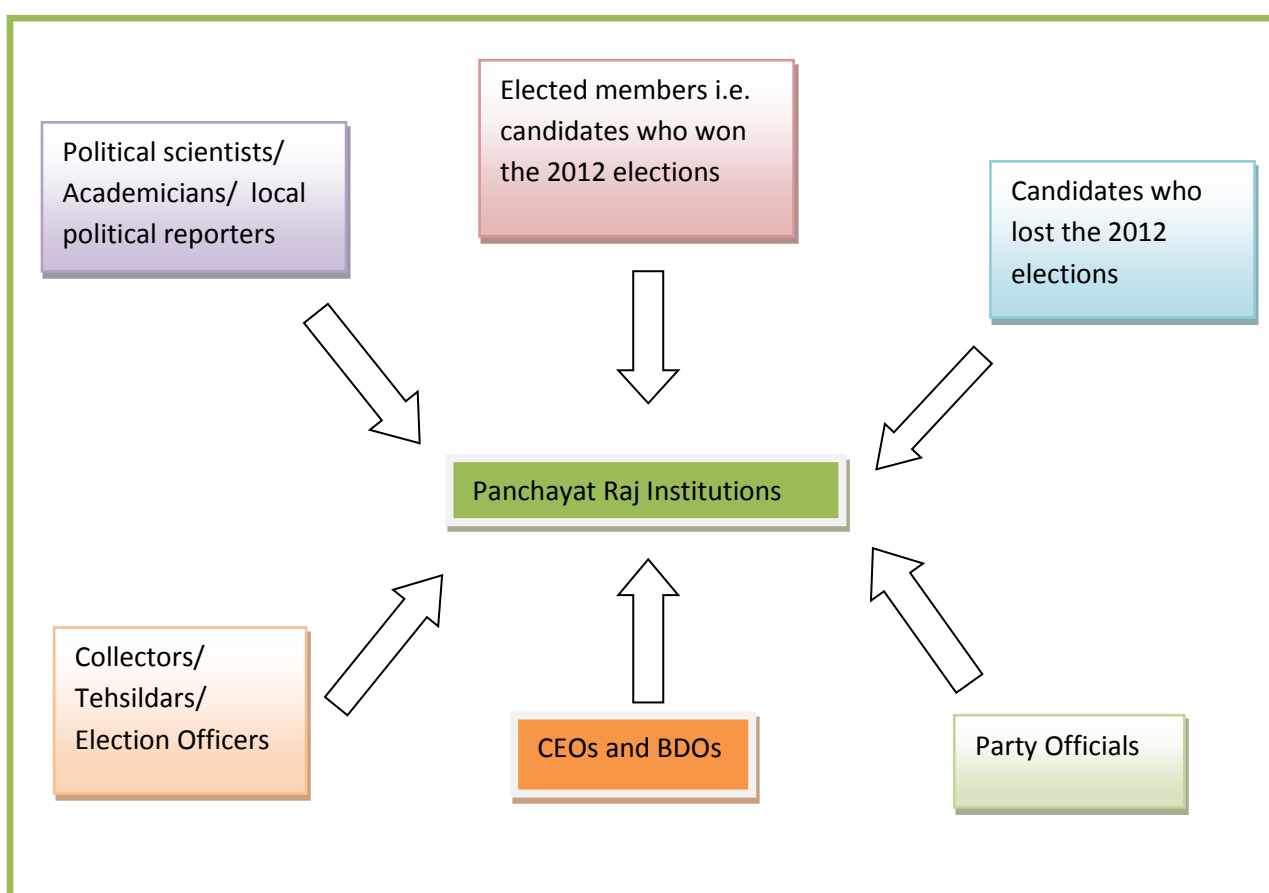 Elected members i.e.
candidates who won
the 2012 elections
Political scientists/
Academicians/ local
political reporters
Candidates who
lost the 2012
elections
Panchayat Raj Institutions
Collectors/
Tehsildars/
Election Officers
CEOs and BDOs
Party Officials